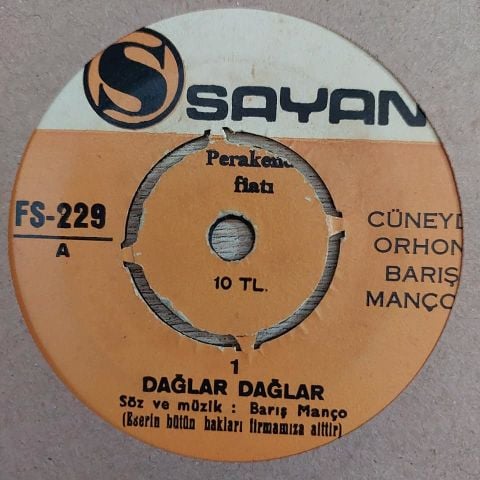 S SAYAN
Perakende
fiatı
FS-229
A
10 TL.
CÜNEYD
ORHON
BARIŞ
MANÇO
1
DAĞLAR DAĞLAR
Söz ve müzik : Barış Manço
(Eserin bütün hakları firmamıza aittir)